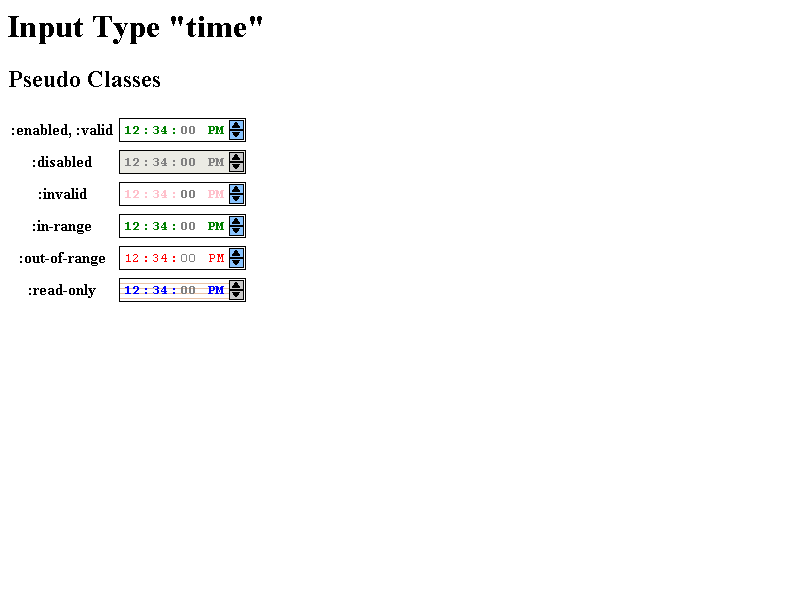 Input Type "time"
Pseudo Classes
:enabled, :valid 12:34:00 PM
:disabled 12:34:00 PM
:invalid 12:34:00 PM
:in-range 12:34:00 PM
:out-of-range 12:34:00 PM
:read-only 12:34:00 PM